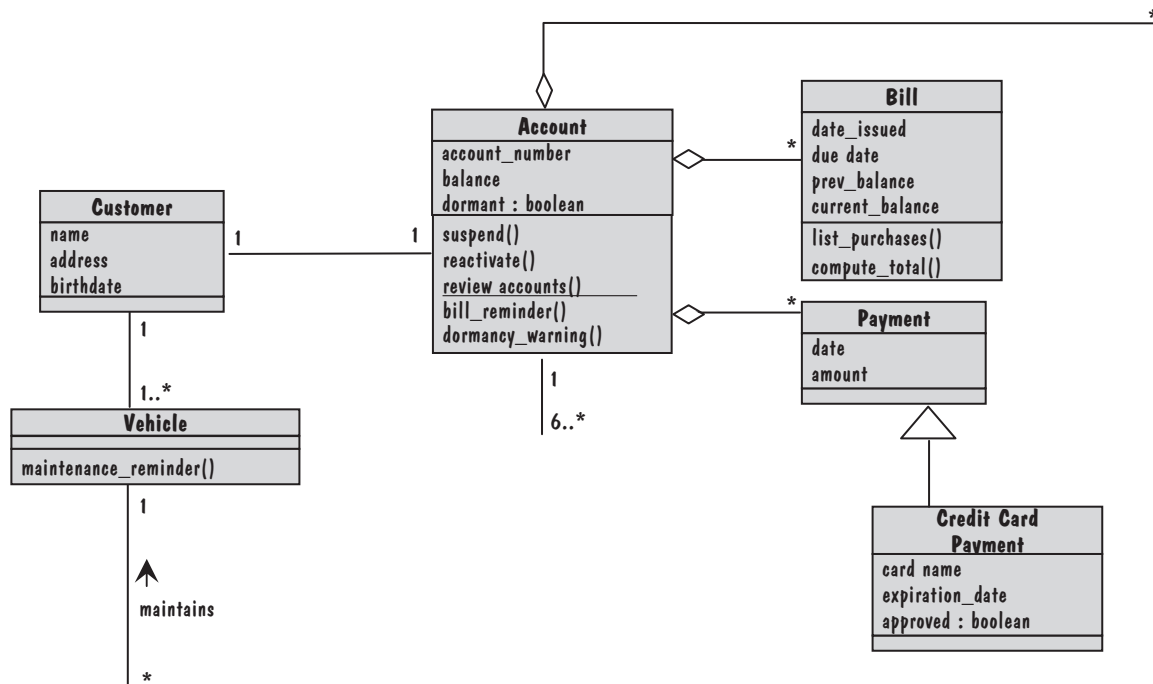 *
Account
account_number
balance
dormant : boolean
suspend()
reactivate()
review accounts()
bill_reminder()
dormancy_warning()
Bill
date_issued
due date
prev_balance
current_balance
list_purchases()
compute_total()
*
Customer
name
address
birthdate
1
1
*
Payment
date
amount
1
1..*
1
6..*
Vehicle
maintenance_reminder()
1
maintains
*
Credit Card
Payment
card name
expiration_date
approved : boolean